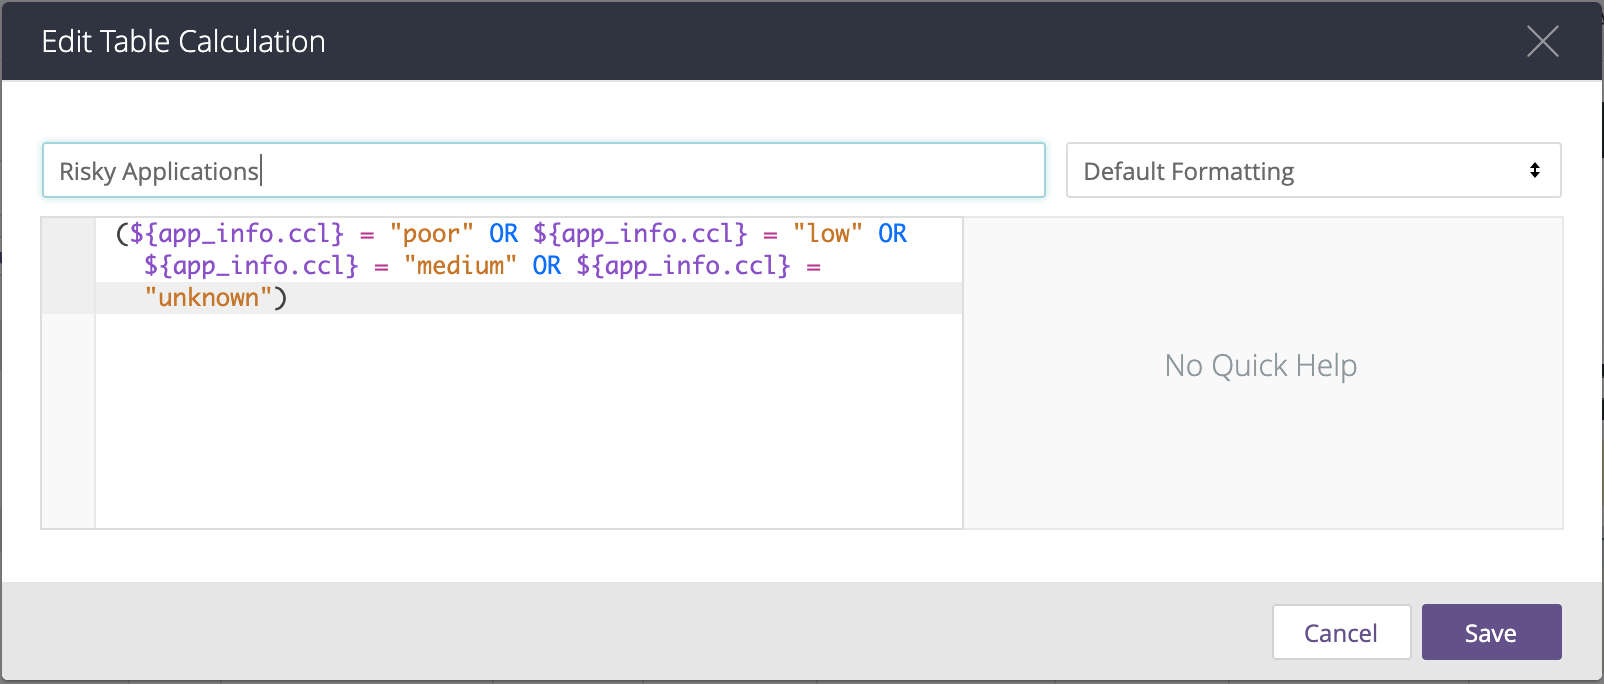 Edit Table Calculation
Risky Applications
Default Formatting
(${app_info.ccl} = "poor" OR ${app_info.ccl} = "low" OR
${app_info.ccl} = "medium" OR ${app_info.ccl} =
"unknown")
No Quick Help
Cancel
Save